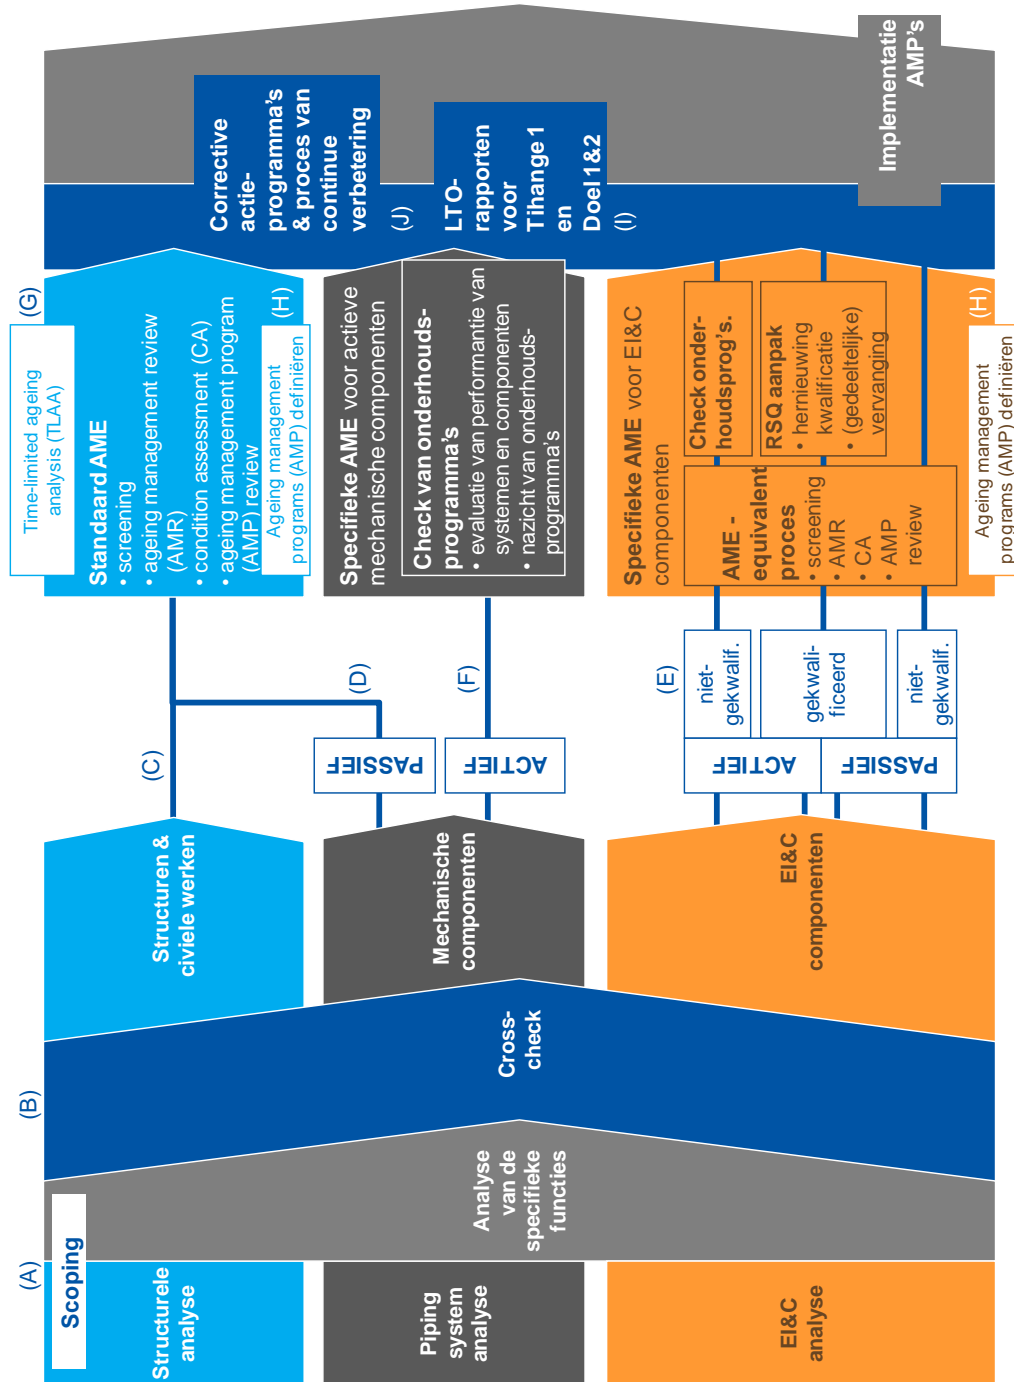 (A)
Scoping
Structurele
analyse
Piping
system
analyse
EI&C
analyse
Analyse
van de
specifieke
functies
(B)
Cross-
check
Structuren &
civiele werken
Mechanische
componenten
EI&C
componenten
(C)
(D)
PASSIEF
(F)
ACTIEF
(E)
ACTIEF
PASSIEF
niet-
gekwalif.
gekwali-
ficeerd
niet-
gekwalif.
(G)
Time-limited ageing
analysis (TLAA)
Standaard AME
• screening
• ageing management review
(AMR)
• condition assessment (CA)
• ageing management program
(AMP) review
(H)
Ageing management
programs (AMP) definiëren
Specifieke AME voor actieve
mechanische componenten
Check van onderhouds-
programma's
• evaluatie van performantie van
systemen en componenten
• nazicht van onderhouds-
programma's
Specifieke AME voor EI&C
componenten
AME -
equivalent
proces
• screening
• AMR
• CA
• AMP
review
Check onder-
houdsprog's.
RSQ aanpak
• hernieuwing
kwalificatie
• (gedeeltelijke)
vervanging
(H)
Ageing management
programs (AMP) definiëren
Corrective
actie-
programma's
& proces van
continue
verbetering
(J)
LTO-
rapporten
voor
Tihange 1
en
Doel 1&2
(I)
Implementatie
AMP's